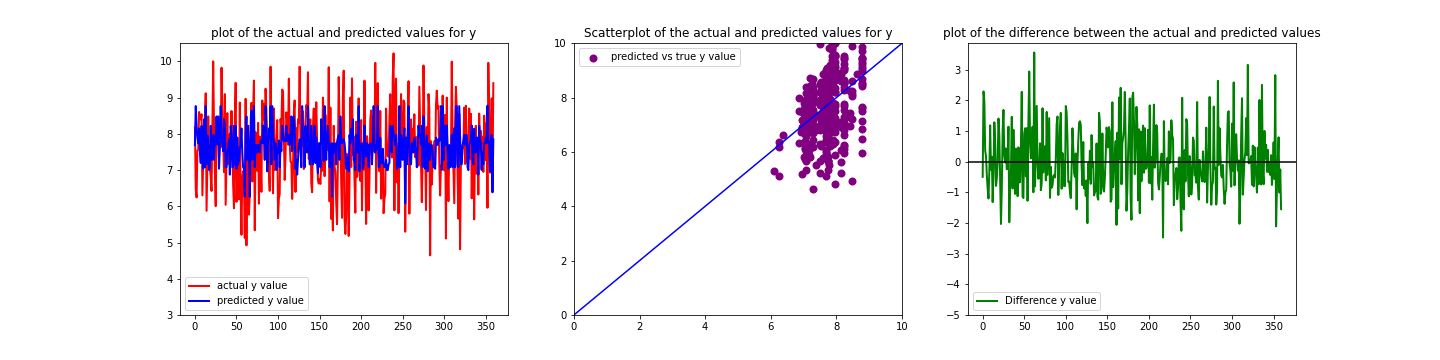 plot of the actual and predicted values for y
10
9
8
7
6
5
4
3
actual y value
predicted y value
0 50 100 150 200 250 300 350
Scatterplot of the actual and predicted values for y
10
predicted vs true y value
8
6
4
2
0
0 2 4 6 8 10
plot of the difference between the actual and predicted values
3
2
1
0
−1
−2
−3
−4
−5
Difference y value
0 50 100 150 200 250 300 350